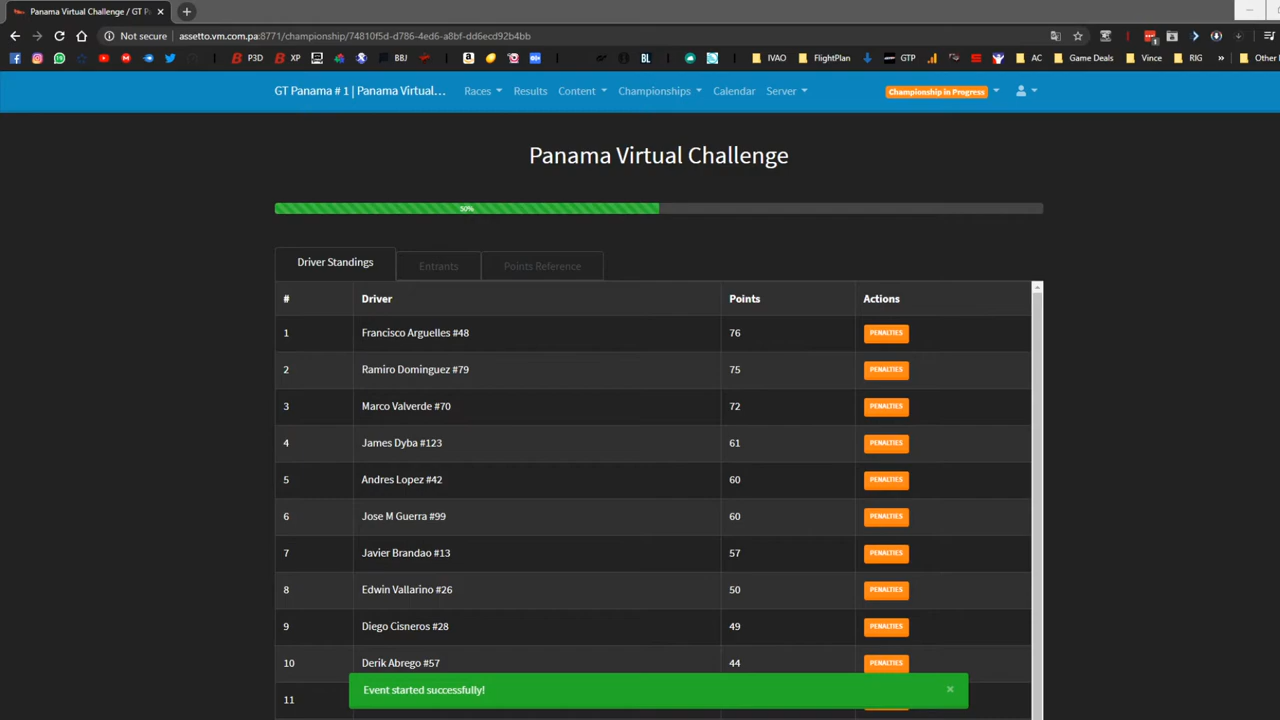 Panama Virtual Challenge / GT P
Not secure
assetto.vm.com.pa:8771/championship/74810f5d-d786-4ed6-a8bf-dd6ecd92b4bb
P3D XP BBJ BL IVAO FlightPlan GTP AC Game Deals Vince RIG Other
GT Panama # 1 | Panama Virtual... Races Results Content Championships Calendar Server Championship in Progress
Panama Virtual Challenge
50%
Driver Standings Entrants Points Reference
# Driver Points Actions
1 Francisco Arguelles #48 76 PENALTIES
2 Ramiro Dominguez #79 75 PENALTIES
3 Marco Valverde #70 72 PENALTIES
4 James Dyba #123 61 PENALTIES
5 Andres Lopez #42 60 PENALTIES
6 Jose M Guerra #99 60 PENALTIES
7 Javier Brandao #13 57 PENALTIES
8 Edwin Vallarino #26 50 PENALTIES
9 Diego Cisneros #28 49 PENALTIES
10 Derik Abrego #57 44 PENALTIES
Event started successfully! ×
11